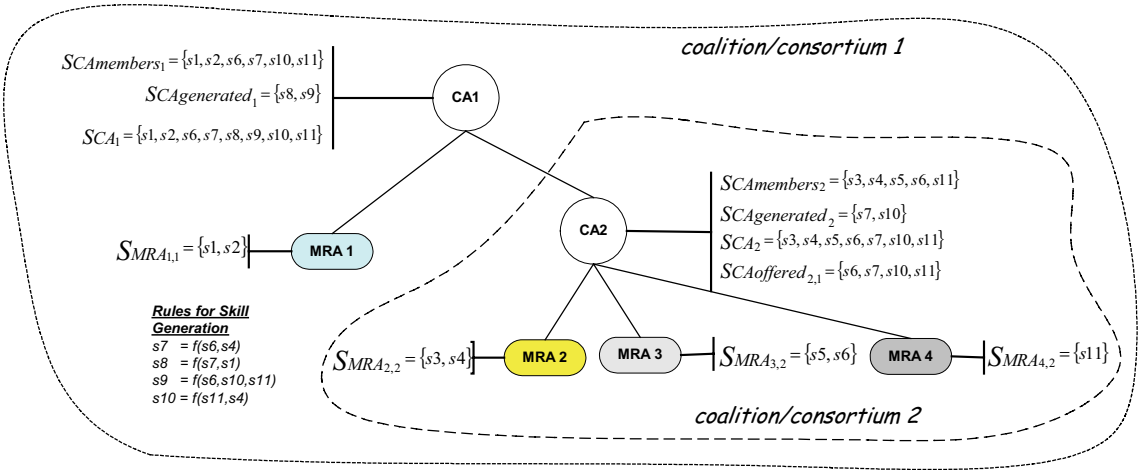 coalition/consortium 1
SCAmembers1 = {s1, s2, s6, s7, s10, s11}
SCAgenerated1 = {s8, s9}
SCA1 = {s1, s2, s6, s7, s8, s9, s10, s11}
CA1
SCAmembers2 = {s3, s4, s5, s6, s11}
SCAgenerated2 = {s7, s10}
SCA2 = {s3, s4, s5, s6, s7, s10, s11}
SCAoffered2,1 = {s6, s7, s10, s11}
CA2
SMRA1,1 = {s1, s2}
MRA 1
Rules for Skill
Generation
s7 = f(s6,s4)
s8 = f(s7,s1)
s9 = f(s6,s10,s11)
s10 = f(s11,s4)
SMRA2,2 = {s3, s4}
MRA 2
MRA 3
SMRA3,2 = {s5, s6}
MRA 4
SMRA4,2 = {s11}
coalition/consortium 2